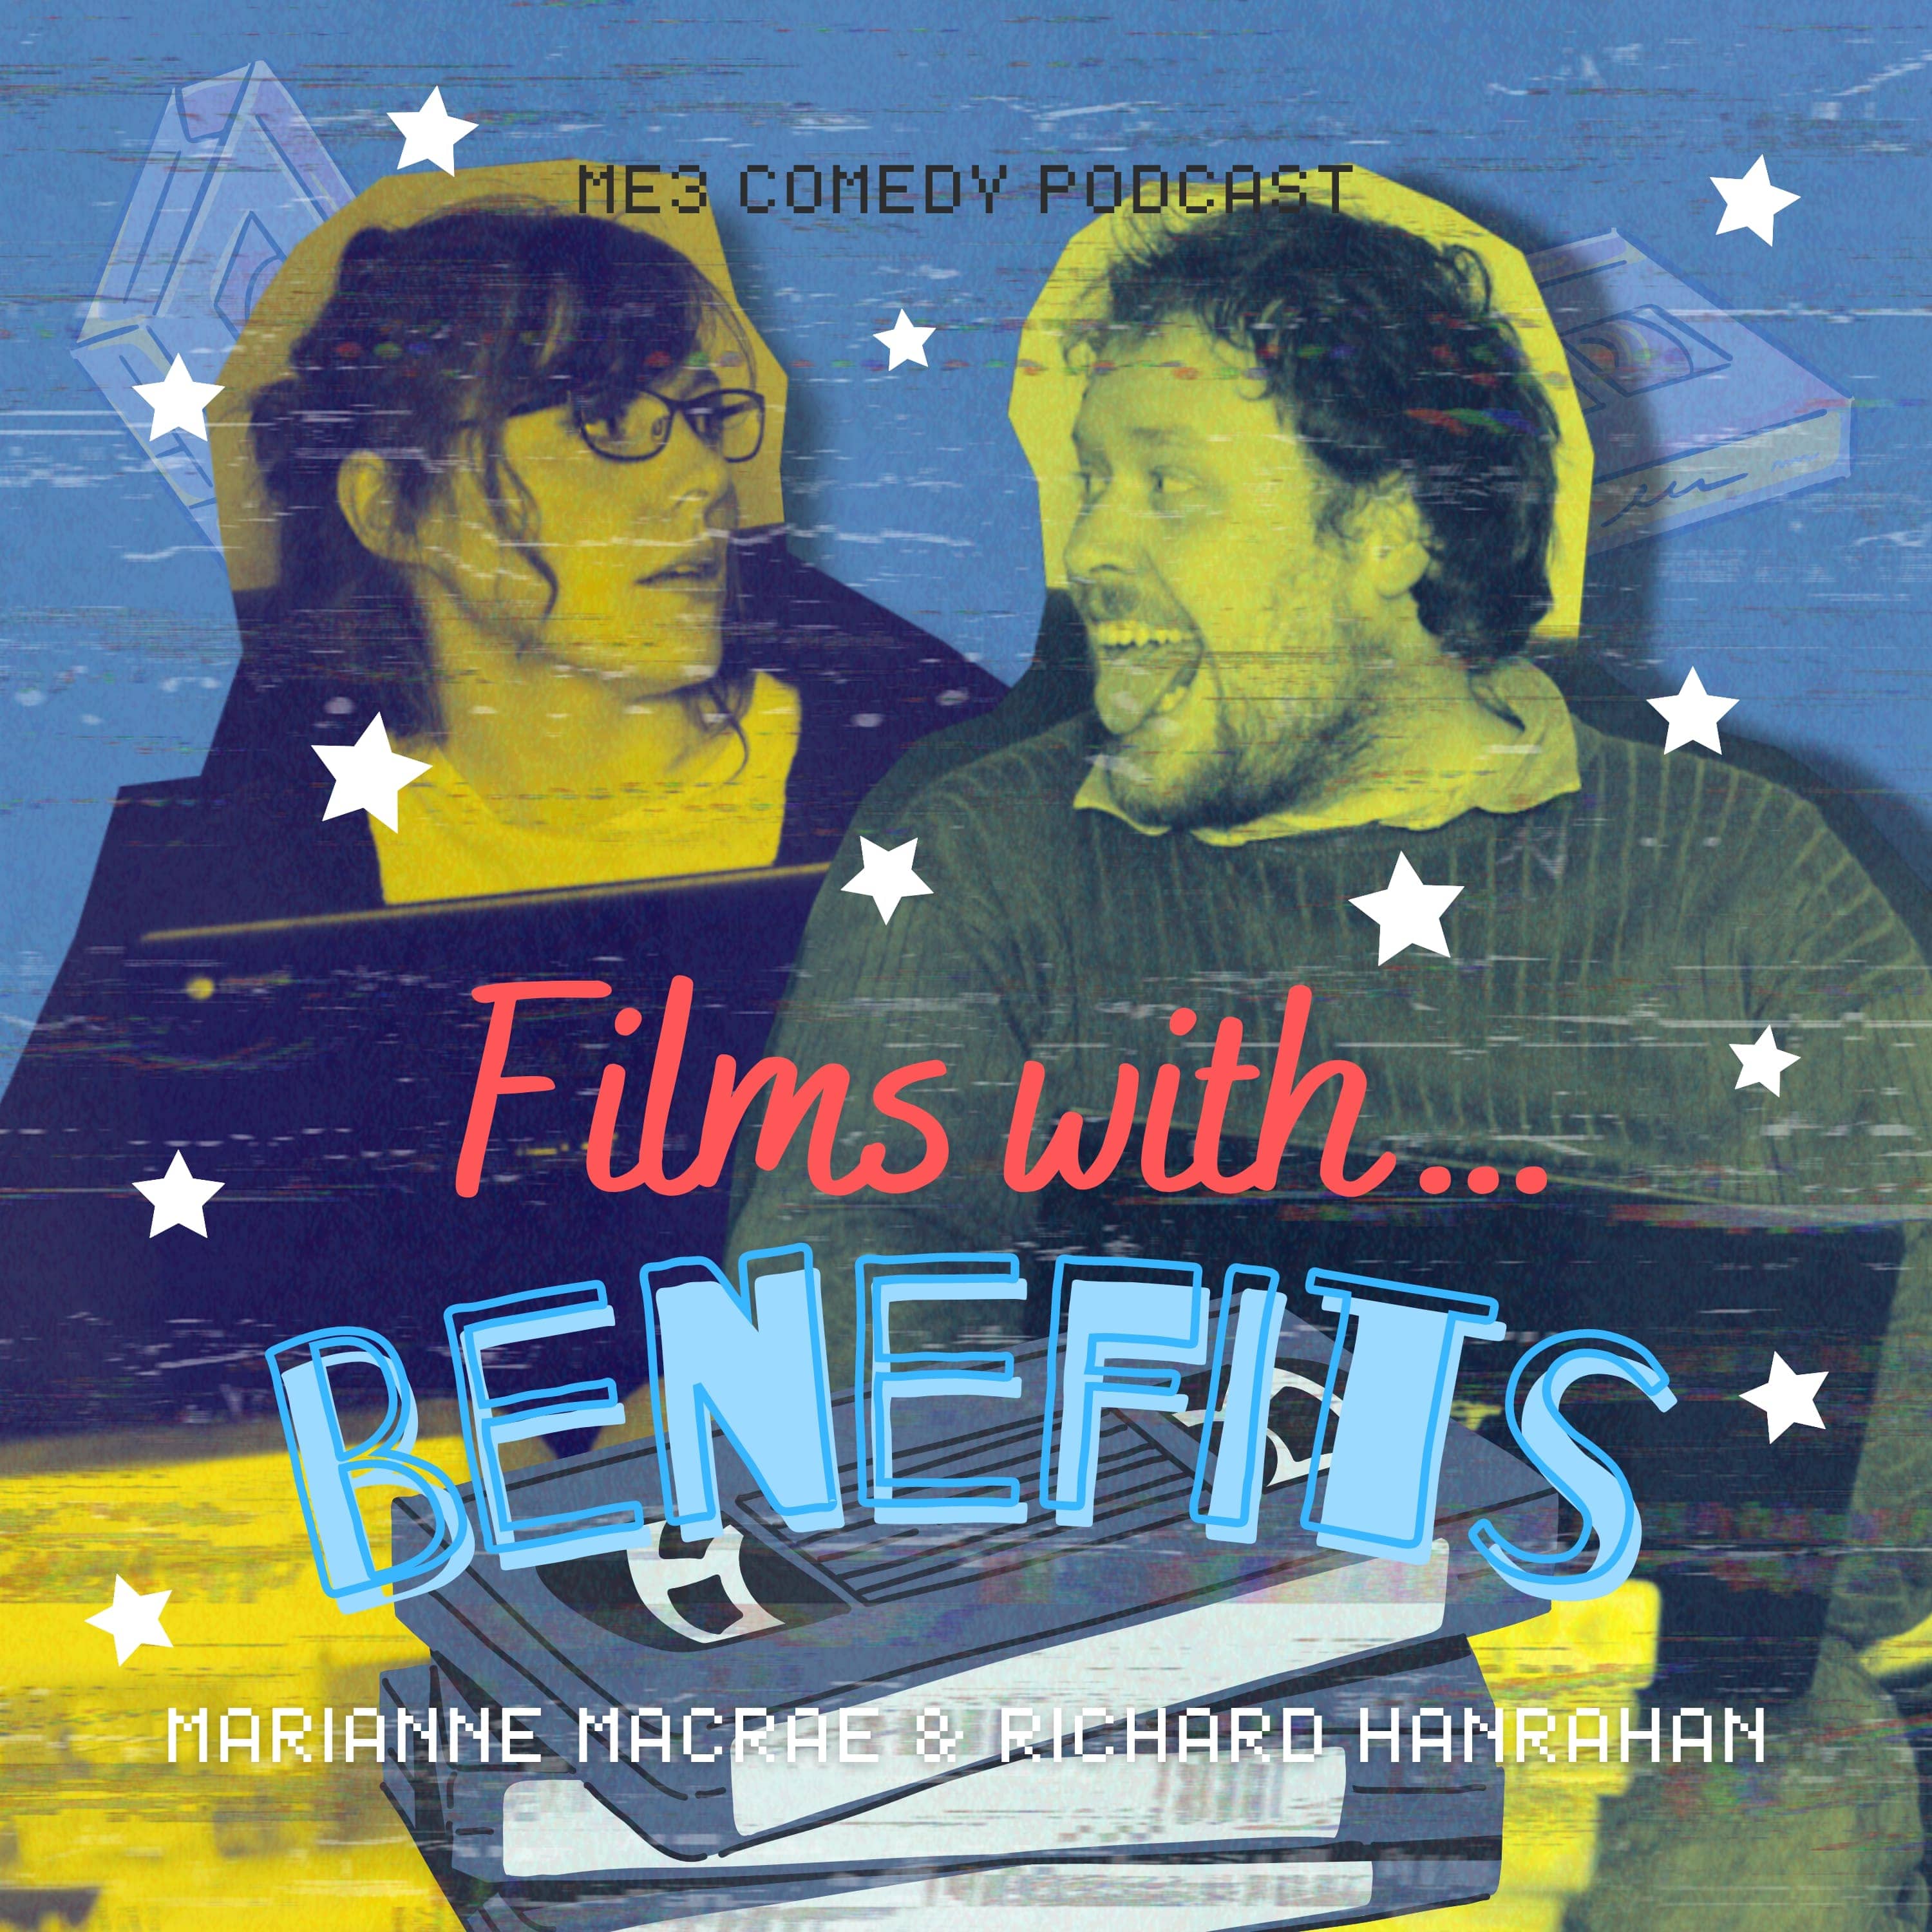 ME3 COMEDY PODCAST
Films with...
BENEFITS
MARIANNE MACRAE & RICHARD HANRAHAN